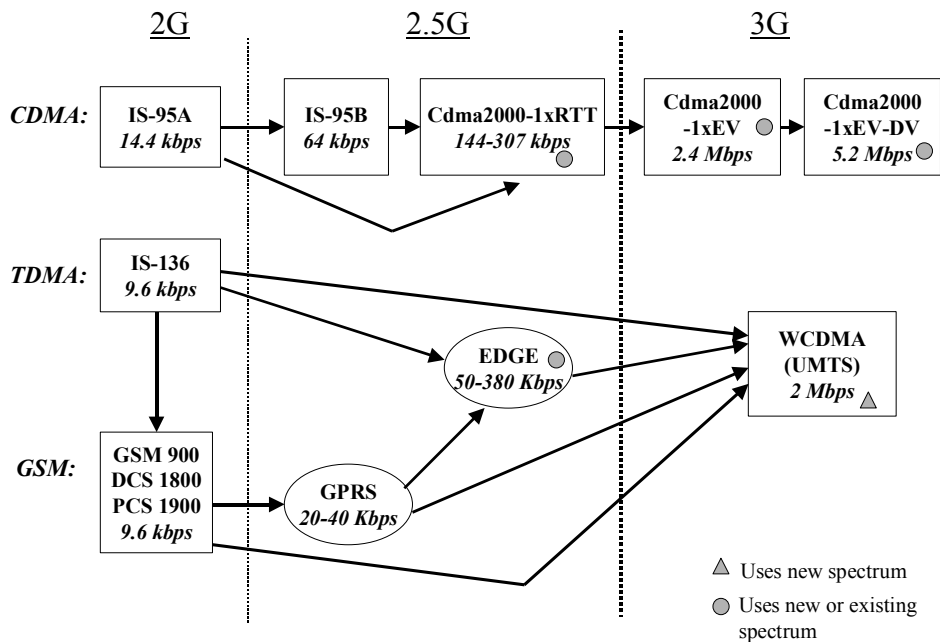 2G
2.5G
3G
CDMA:
IS-95A
14.4 kbps
IS-95B
64 kbps
Cdma2000-1xRTT
144-307 kbps
Cdma2000
-1xEV
2.4 Mbps
Cdma2000
-1xEV-DV
5.2 Mbps
TDMA:
IS-136
9.6 kbps
EDGE
50-380 Kbps
WCDMA
(UMTS)
2 Mbps
GSM:
GSM 900
DCS 1800
PCS 1900
9.6 kbps
GPRS
20-40 Kbps
Uses new spectrum
Uses new or existing
spectrum